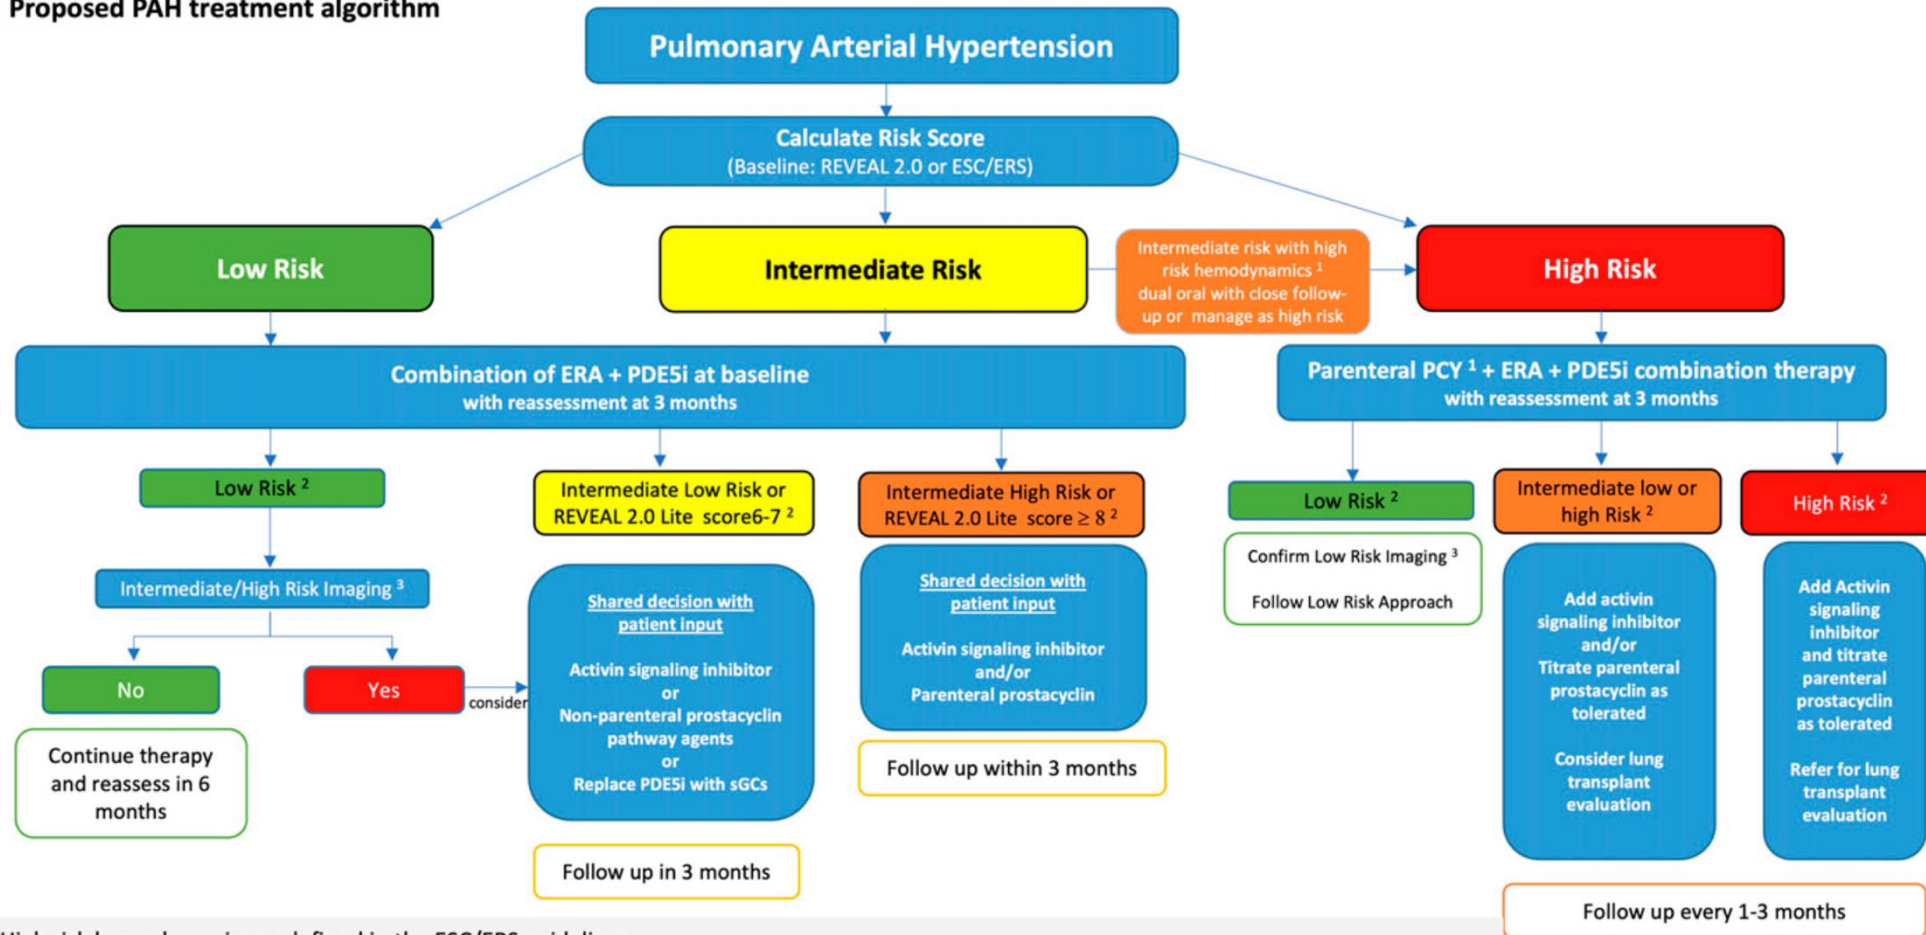 Proposed PAH treatment algorithm
Pulmonary Arterial Hypertension
Calculate Risk Score
(Baseline: REVEAL 2.0 or ESC/ERS)
Low Risk
Intermediate Risk
Intermediate risk with high
risk hemodynamics 1
dual oral with close follow-
up or manage as high risk
High Risk
Combination of ERA + PDE5i at baseline
with reassessment at 3 months
Parenteral PCY 1 + ERA + PDE5i combination therapy
with reassessment at 3 months
Low Risk 2
Intermediate/High Risk Imaging 3
No
Yes
consider
Continue therapy
and reassess in 6
months
Intermediate Low Risk or
REVEAL 2.0 Lite score6-7 2
Shared decision with
patient input
Activin signaling inhibitor
or
Non-parenteral prostacyclin
pathway agents
or
Replace PDE5i with sGCs
Follow up in 3 months
Intermediate High Risk or
REVEAL 2.0 Lite score ≥ 8 2
Shared decision with
patient input
Activin signaling inhibitor
and/or
Parenteral prostacyclin
Follow up within 3 months
Low Risk 2
Confirm Low Risk Imaging 3
Follow Low Risk Approach
Intermediate low or
high Risk 2
Add activin
signaling inhibitor
and/or
Titrate parenteral
prostacyclin as
tolerated
Consider lung
transplant
evaluation
High Risk 2
Add Activin
signaling
inhibitor
and titrate
parenteral
prostacyclin
as tolerated
Refer for lung
transplant
evaluation
Follow up every 1-3 months